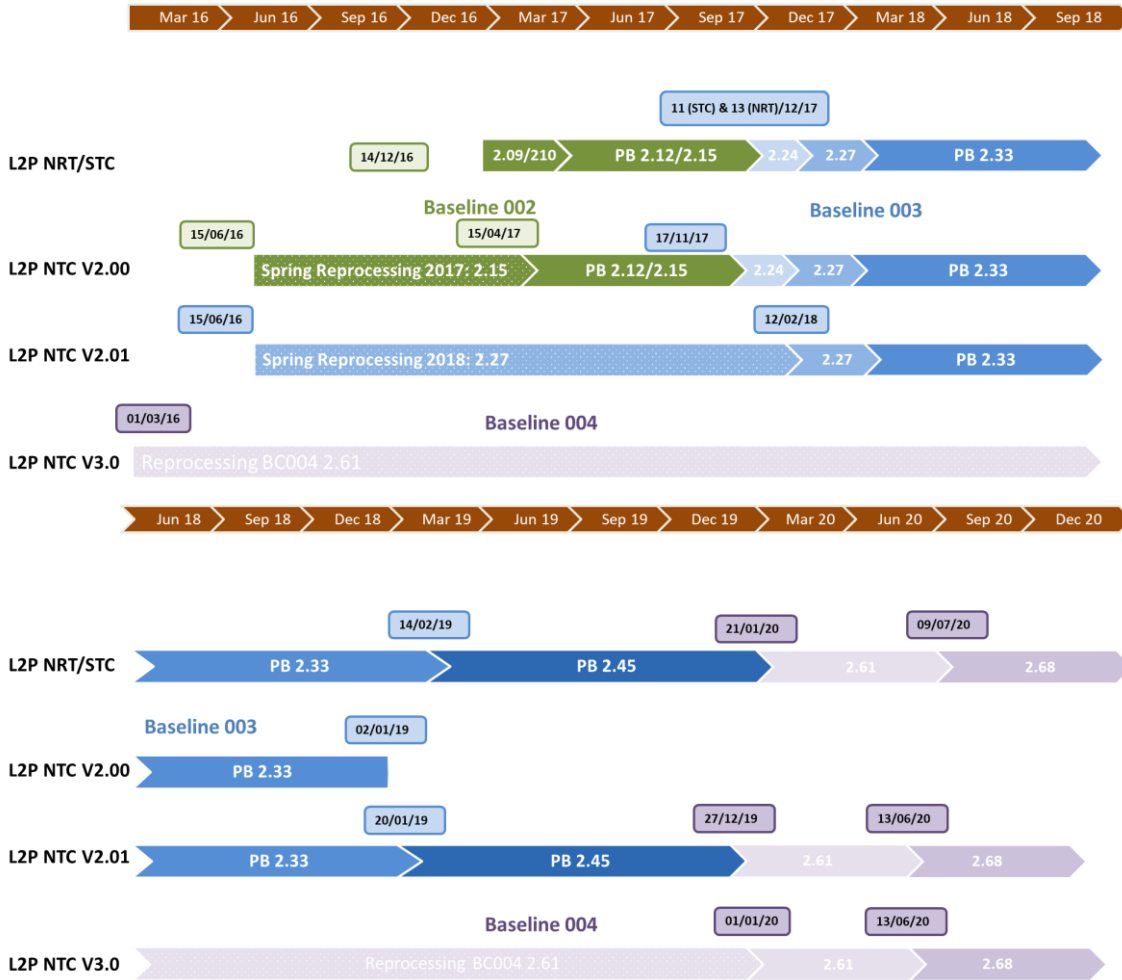 Mar 16 Jun 16 Sep 16 Dec 16 Mar 17 Jun 17 Sep 17 Dec 17 Mar 18 Jun 18 Sep 18
11 (STC) & 13 (NRT)/12/17
14/12/16
L2P NRT/STC 2.09/210 PB 2.12/2.15 2.24 2.27 PB 2.33
Baseline 002 Baseline 003
15/06/16 15/04/17 17/11/17
L2P NTC V2.00 Spring Reprocessing 2017: 2.15 PB 2.12/2.15 2.24 2.27 PB 2.33
15/06/16 12/02/18
L2P NTC V2.01 Spring Reprocessing 2018: 2.27 2.27 PB 2.33
01/03/16 Baseline 004
L2P NTC V3.0 Reprocessing BC004 2.61
Jun 18 Sep 18 Dec 18 Mar 19 Jun 19 Sep 19 Dec 19 Mar 20 Jun 20 Sep 20 Dec 20
14/02/19 21/01/20 09/07/20
L2P NRT/STC PB 2.33 PB 2.45 2.61 2.68
Baseline 003 02/01/19
L2P NTC V2.00 PB 2.33
20/01/19 27/12/19 13/06/20
L2P NTC V2.01 PB 2.33 PB 2.45 2.61 2.68
Baseline 004 01/01/20 13/06/20
L2P NTC V3.0 Reprocessing BC004 2.61 2.61 2.68